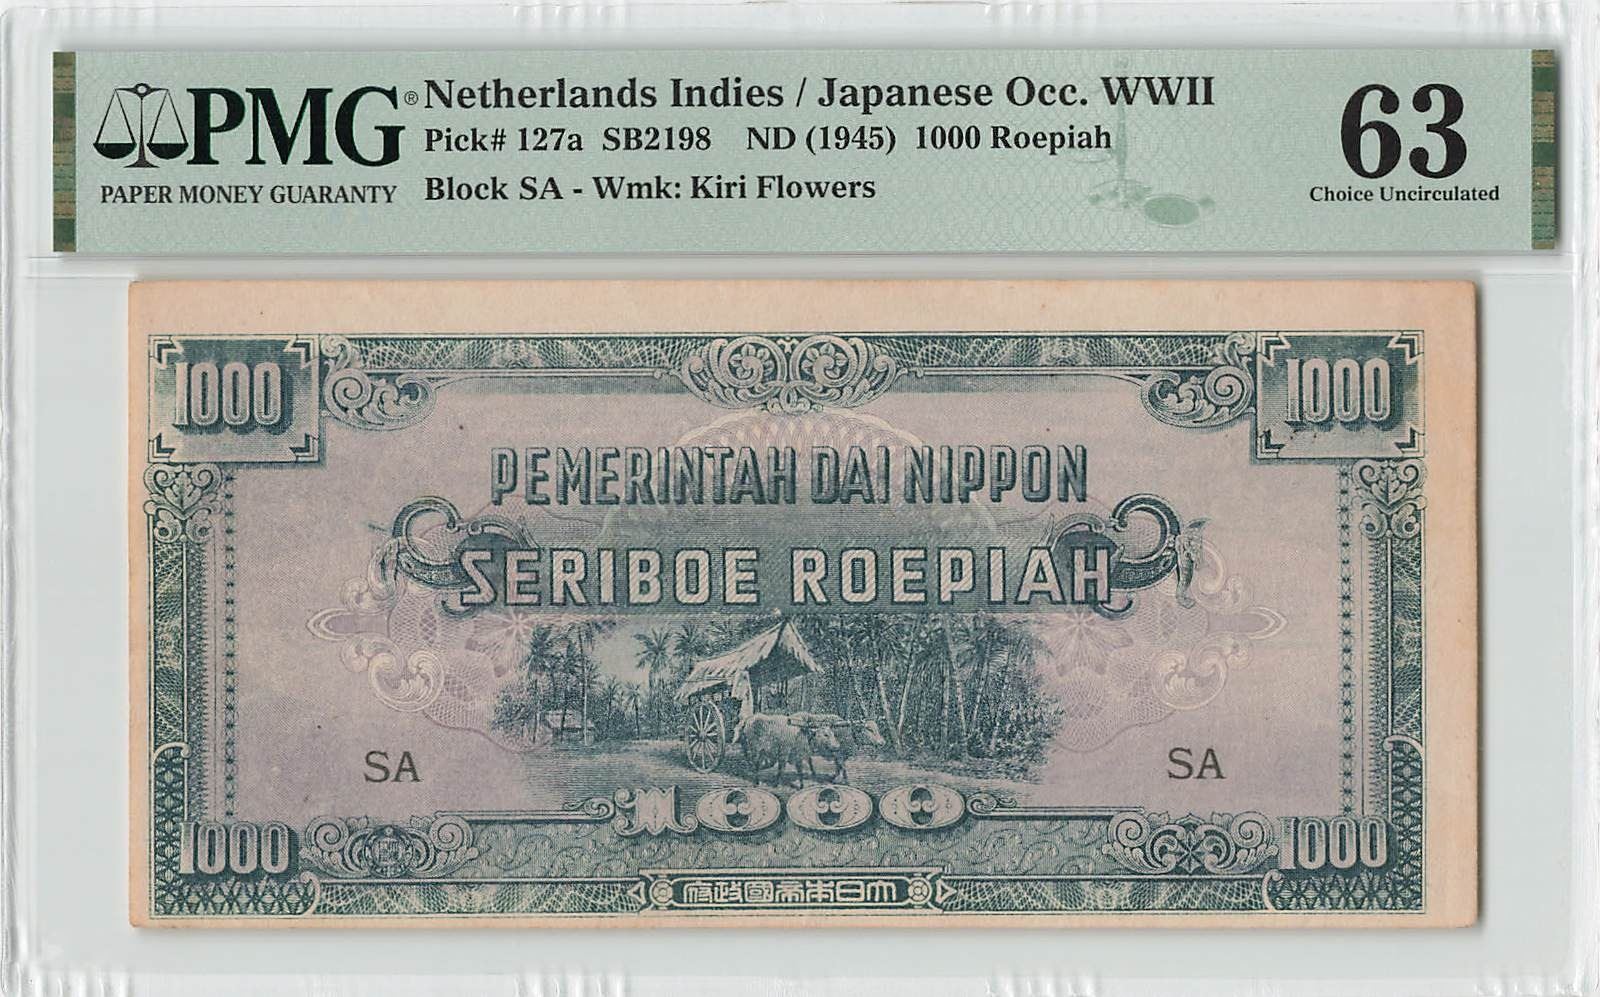 PMG®
PAPER MONEY GUARANTY
Netherlands Indies / Japanese Occ. WWII
Pick# 127a SB2198 ND (1945) 1000 Roepiah
Block SA - Wmk: Kiri Flowers
63
Choice Uncirculated
1000
1000
PEMERINTAH DAI NIPPON
SERIBOE ROEPIAH
SA
SA
1000
1000
1000
府政國帝本日大